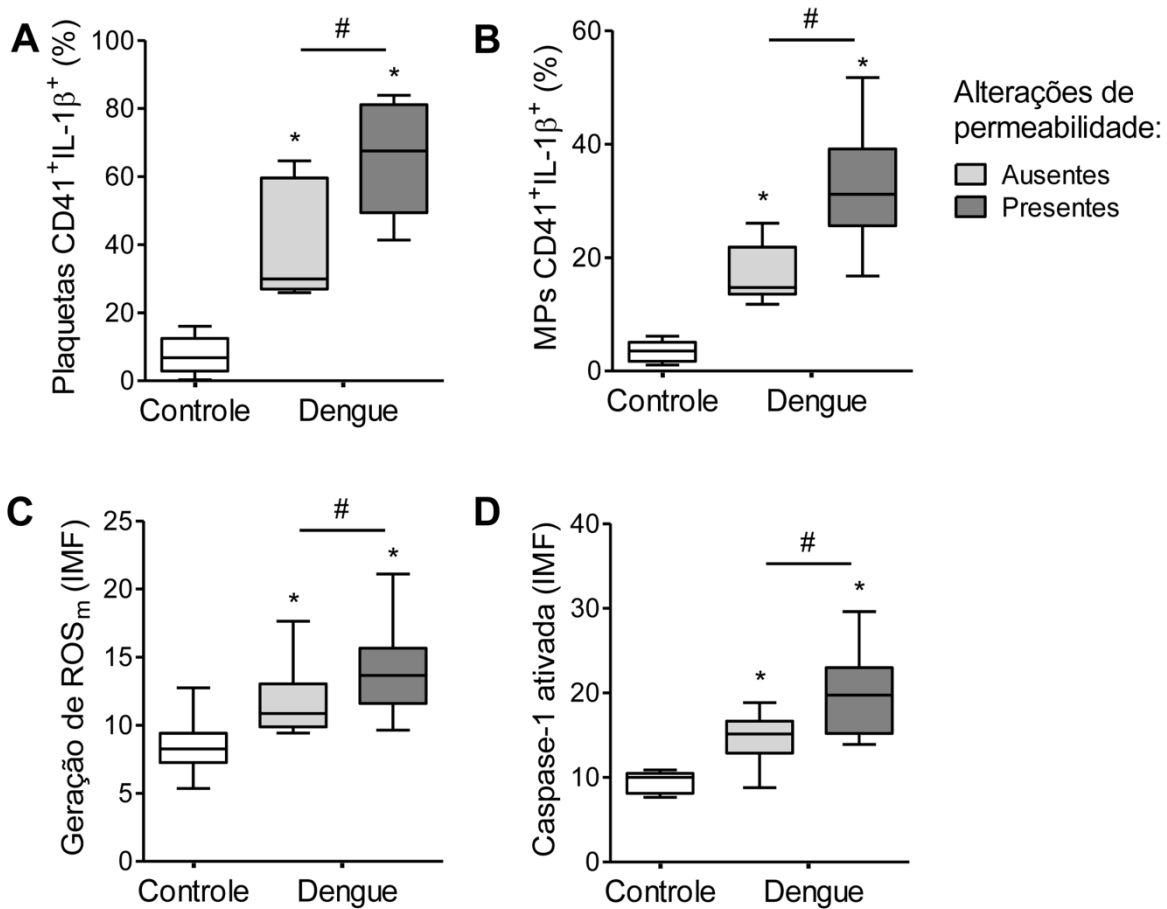 A
Plaquetas CD41⁺IL-1β⁺ (%)
100
80
60
40
20
0
#
*
*
Controle
Dengue
B
MPs CD41⁺IL-1β⁺ (%)
60
40
20
0
#
*
*
Controle
Dengue
Alterações de
permeabilidade:
Ausentes
Presentes
C
Geração de ROSₘ (IMF)
25
20
15
10
5
0
#
*
*
Controle
Dengue
D
Caspase-1 ativada (IMF)
40
30
20
10
0
#
*
*
Controle
Dengue